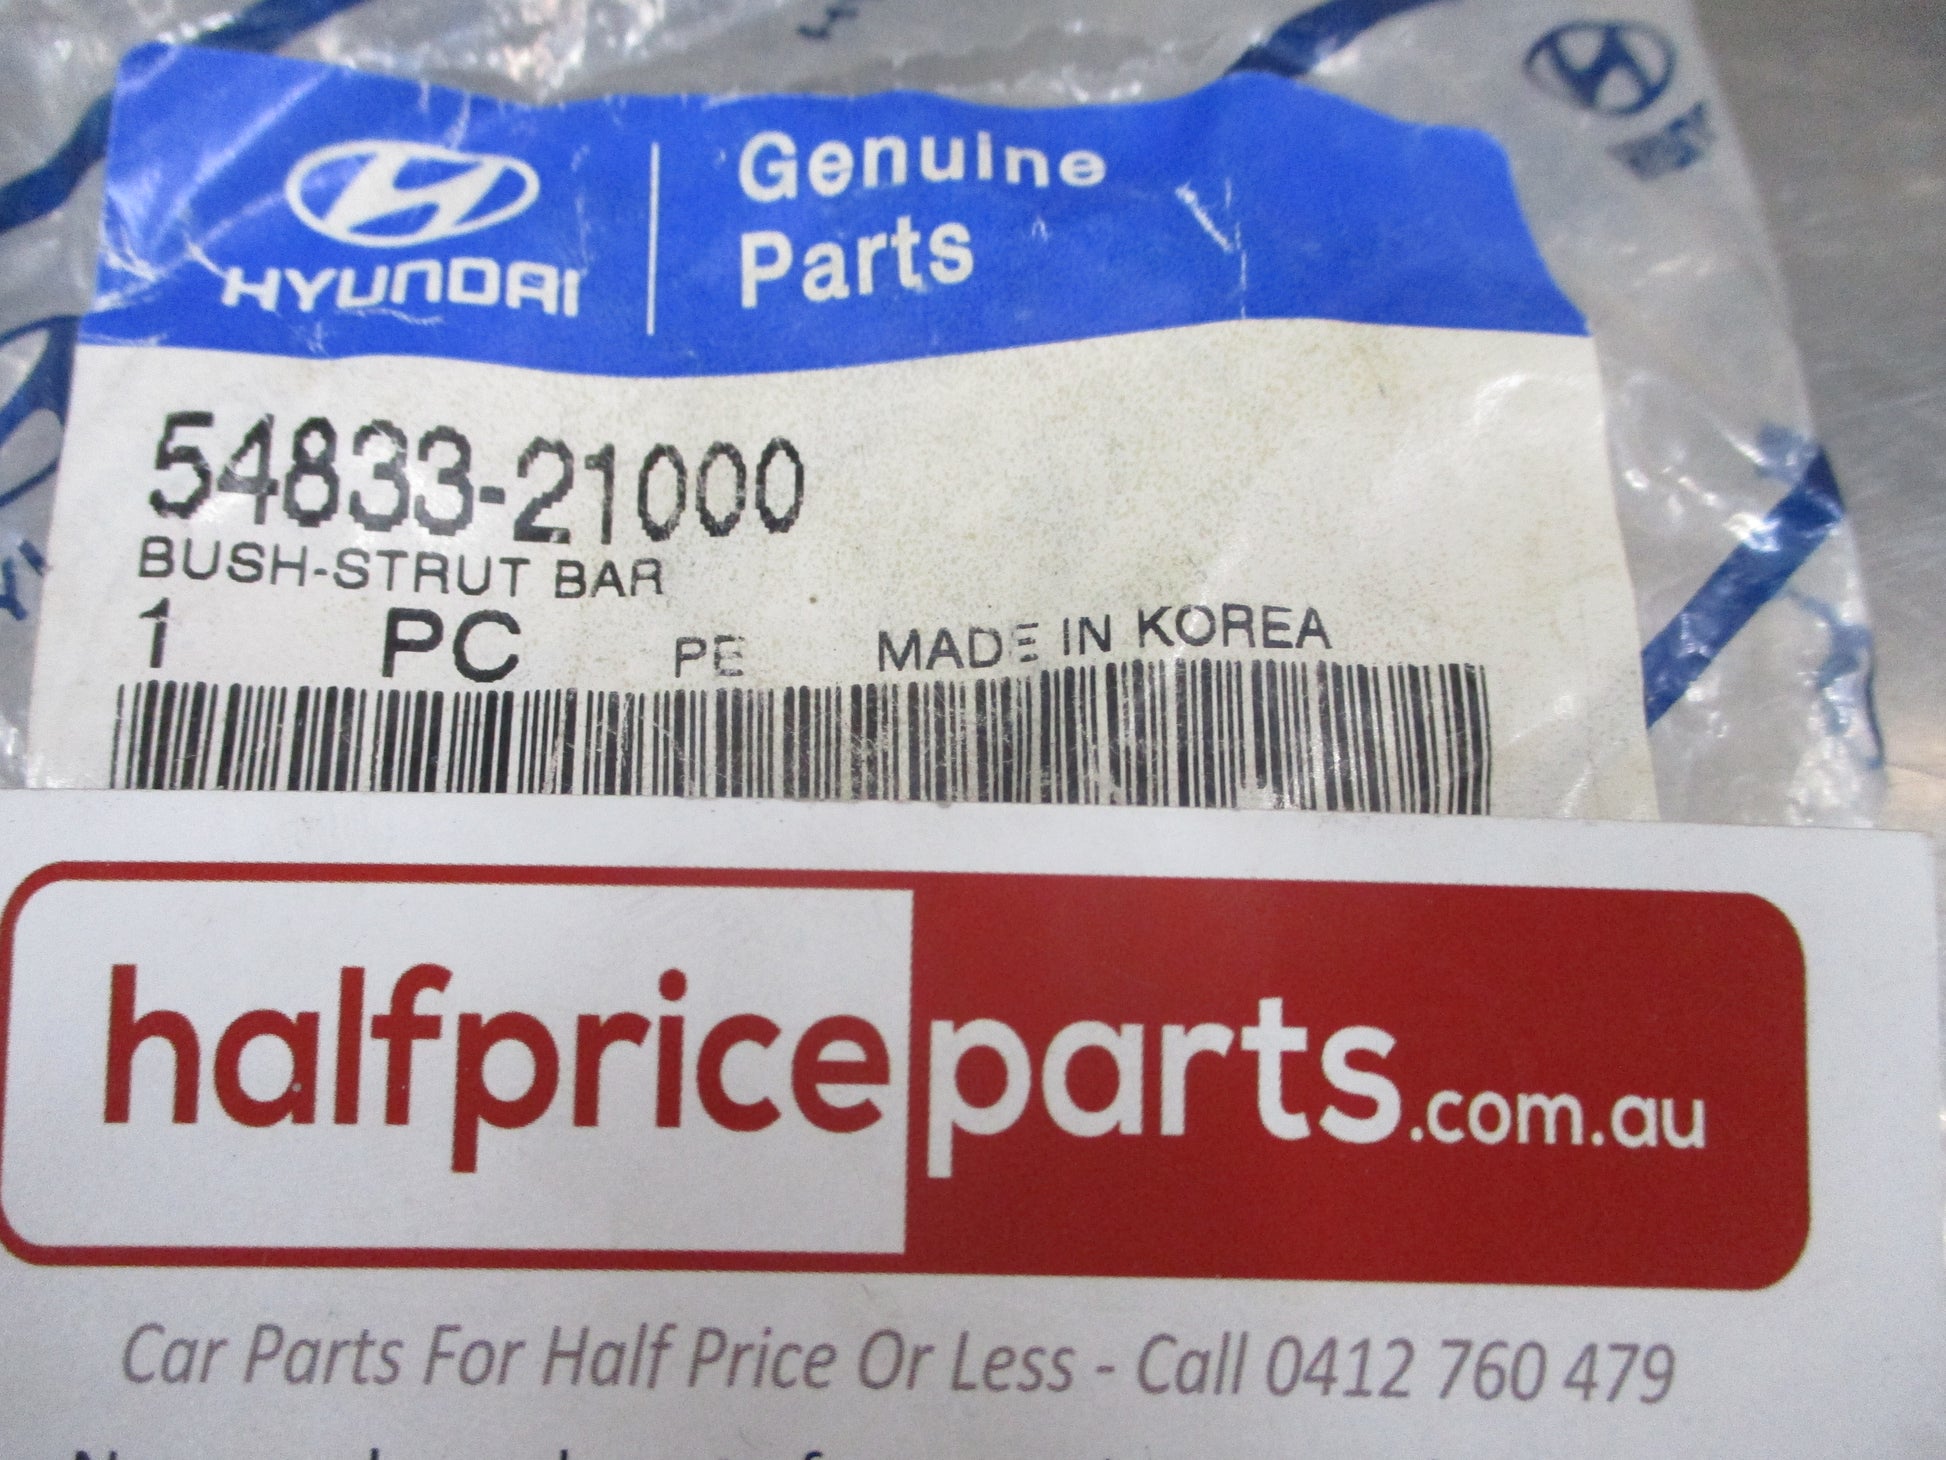 HYUNDAI
Genuine
Parts
54833-21000
BUSH-STRUT BAR
1 PC PE MADE IN KOREA
halfpriceparts.com.au
Car Parts For Half Price Or Less - Call 0412 760 479